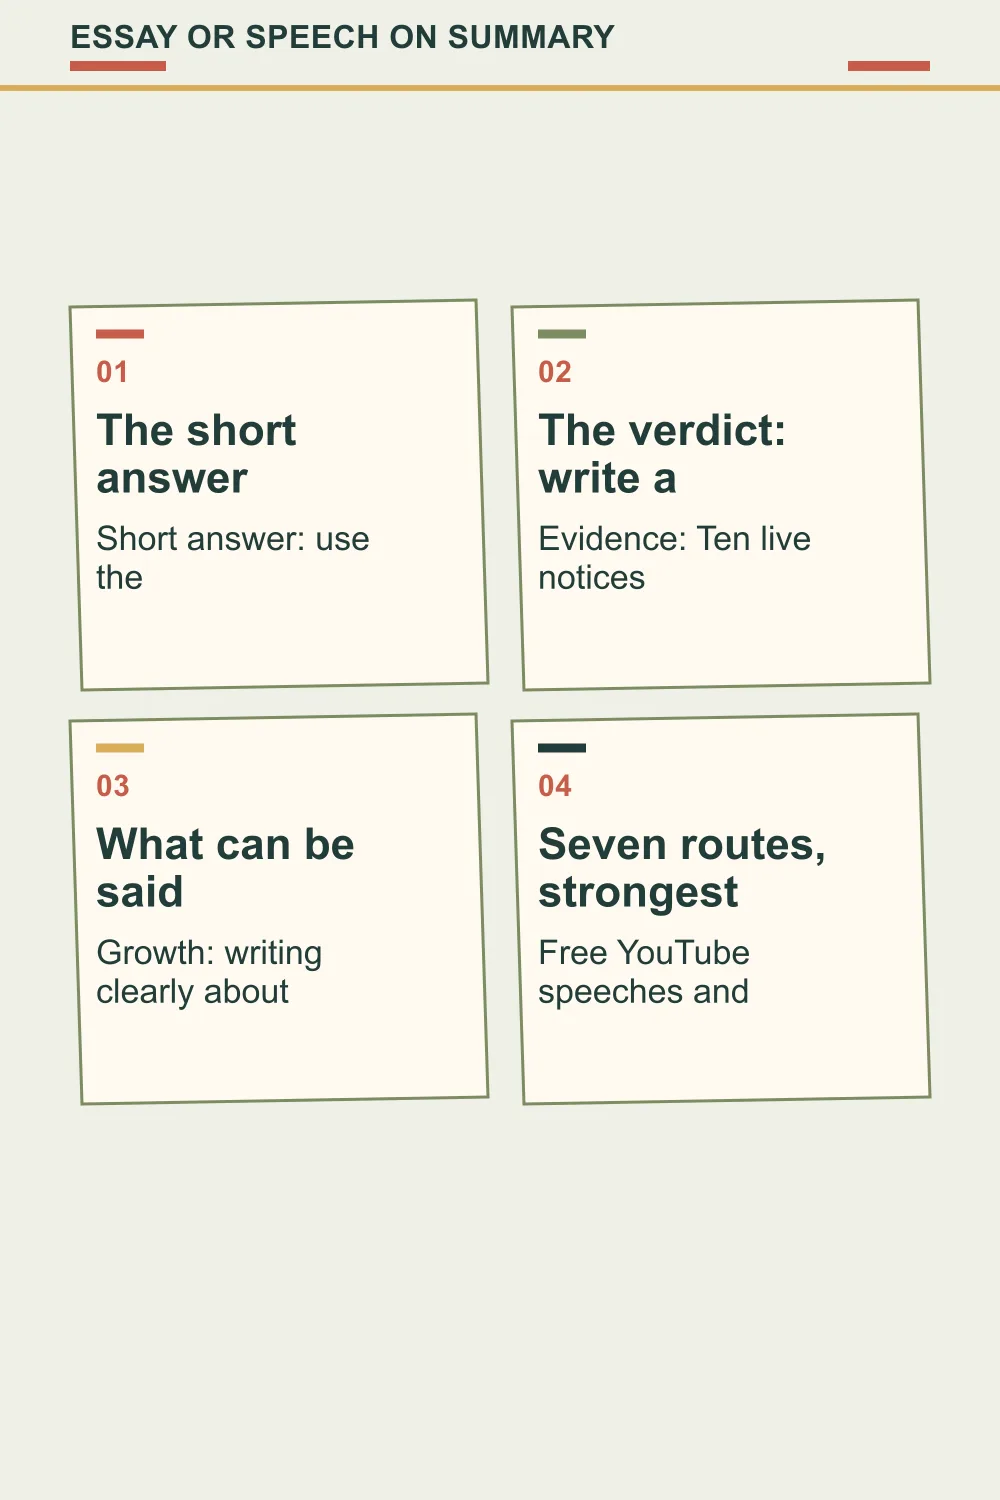 ESSAY OR SPEECH ON SUMMARY
01
The short
answer
Short answer: use
the
02
The verdict:
write a
Evidence: Ten live
notices
03
What can be
said
Growth: writing
clearly about
04
Seven routes,
strongest
Free YouTube
speeches and